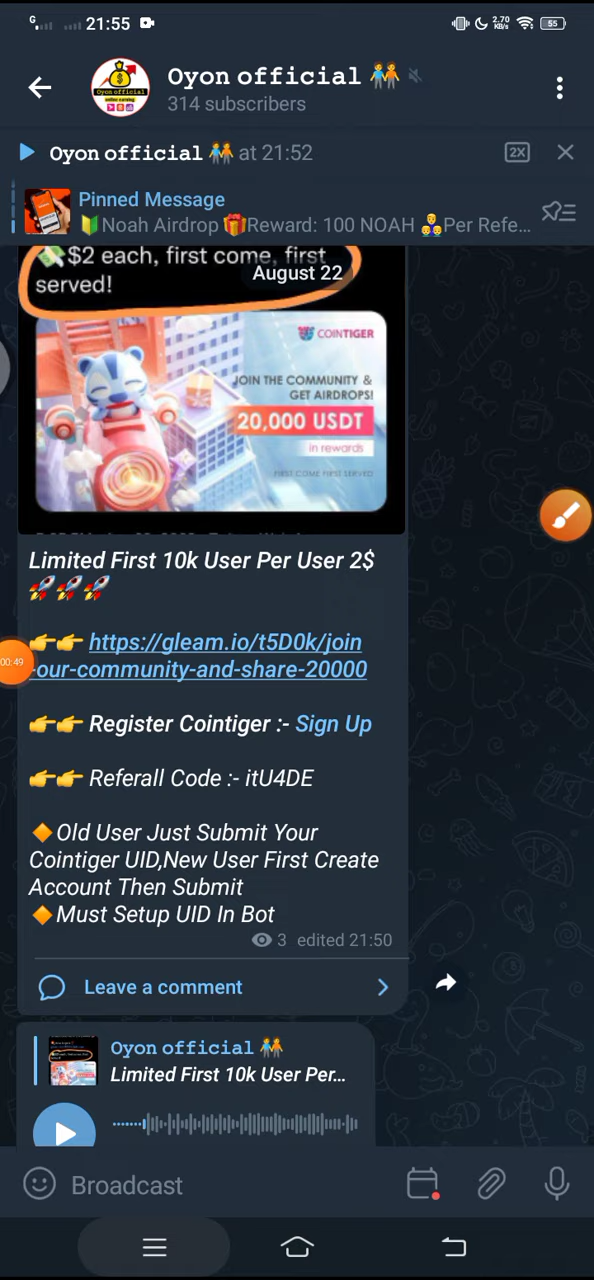 G
21:55
2.70
KB/s
55
Oyon official 🧑‍🤝‍🧑
314 subscribers
Oyon official 🧑‍🤝‍🧑 at 21:52
2X
Pinned Message
🔰Noah Airdrop 🎁Reward: 100 NOAH 👨‍👩‍👧‍👦Per Refe...
💸$2 each, first come, first
served!
August 22
COINTIGER
JOIN THE COMMUNITY &
GET AIRDROPS!
20,000 USDT
in rewards
FIRST COME FIRST SERVED
Limited First 10k User Per User 2$
🚀🚀🚀
👉👉 https://gleam.io/t5D0k/join
-our-community-and-share-20000
00:49
👉👉 Register Cointiger :- Sign Up
👉👉 Referall Code :- itU4DE
🔶Old User Just Submit Your
Cointiger UID,New User First Create
Account Then Submit
🔶Must Setup UID In Bot
3 edited 21:50
Leave a comment
Oyon official 🧑‍🤝‍🧑
Limited First 10k User Per...
Broadcast